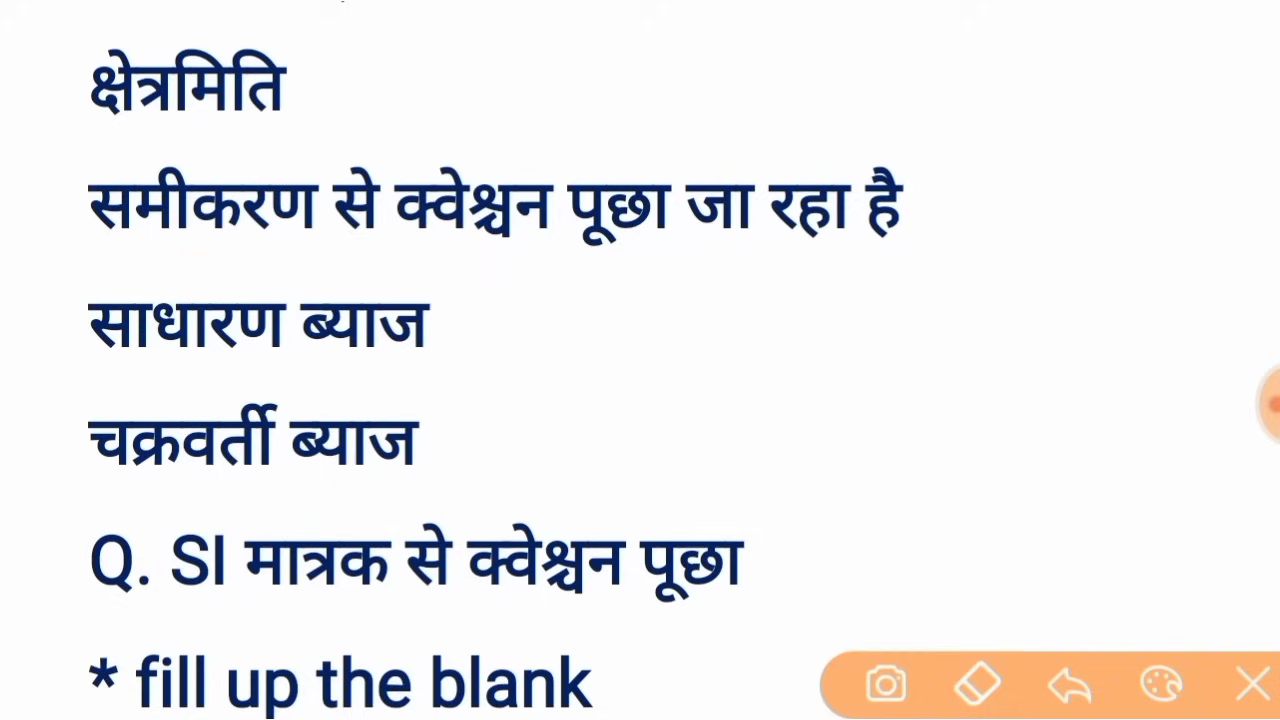 क्षेत्रमिति
समीकरण से क्वेश्चन पूछा जा रहा है
साधारण ब्याज
चक्रवर्ती ब्याज
Q. SI मात्रक से क्वेश्चन पूछा
* fill up the blank